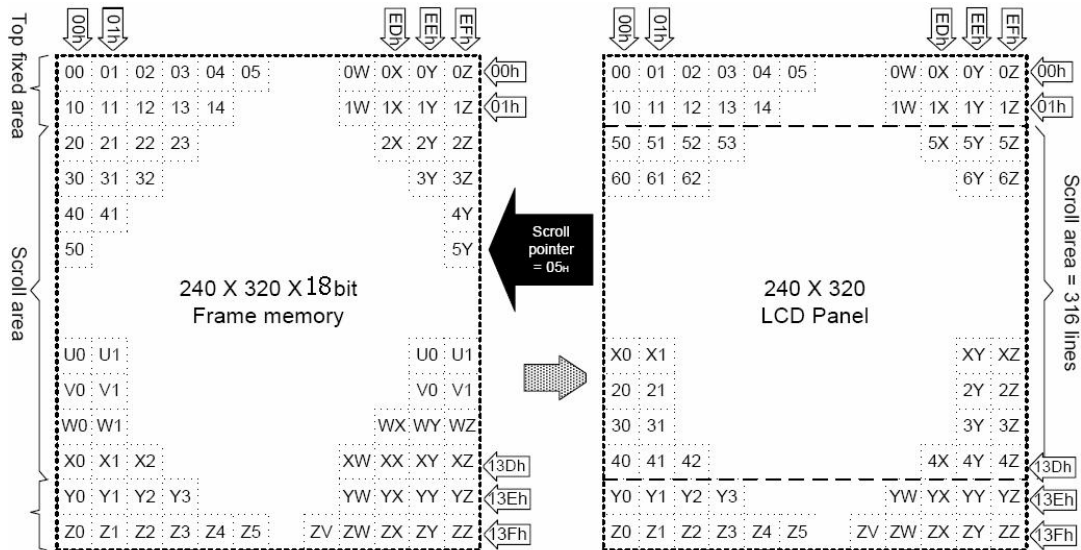 00h 01h EDh EEh EFh 00h 01h EDh EEh EFh
Top fixed area
00 01 02 03 04 05 0W 0X 0Y 0Z 00h 00 01 02 03 04 05 0W 0X 0Y 0Z 00h
10 11 12 13 14 1W 1X 1Y 1Z 01h 10 11 12 13 14 1W 1X 1Y 1Z 01h
20 21 22 23 2X 2Y 2Z 50 51 52 53 5X 5Y 5Z
30 31 32 3Y 3Z 60 61 62 6Y 6Z
40 41 4Y
50 5Y
Scroll
pointer
= 05H
Scroll area
240 X 320 X 18bit
Frame memory
240 X 320
LCD Panel
Scroll area = 316 lines
U0 U1 U0 U1 X0 X1 XY XZ
V0 V1 V0 V1 20 21 2Y 2Z
W0 W1 WX WY WZ 30 31 3Y 3Z
X0 X1 X2 XW XX XY XZ 13Dh 40 41 42 4X 4Y 4Z 13Dh
Y0 Y1 Y2 Y3 YW YX YY YZ 13Eh Y0 Y1 Y2 Y3 YW YX YY YZ 13Eh
Z0 Z1 Z2 Z3 Z4 Z5 ZV ZW ZX ZY ZZ 13Fh Z0 Z1 Z2 Z3 Z4 Z5 ZV ZW ZX ZY ZZ 13Fh